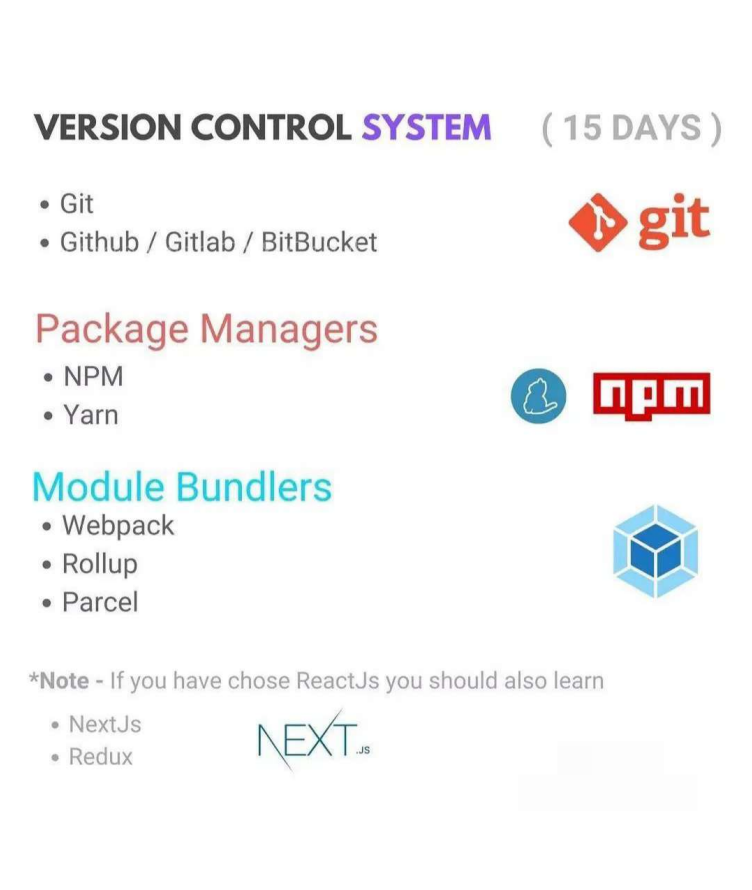 VERSION CONTROL SYSTEM ( 15 DAYS )
• Git
• Github / Gitlab / BitBucket
git
Package Managers
• NPM
• Yarn
npm
Module Bundlers
• Webpack
• Rollup
• Parcel
*Note - If you have chose ReactJs you should also learn
• NextJs
• Redux
NEXT.JS